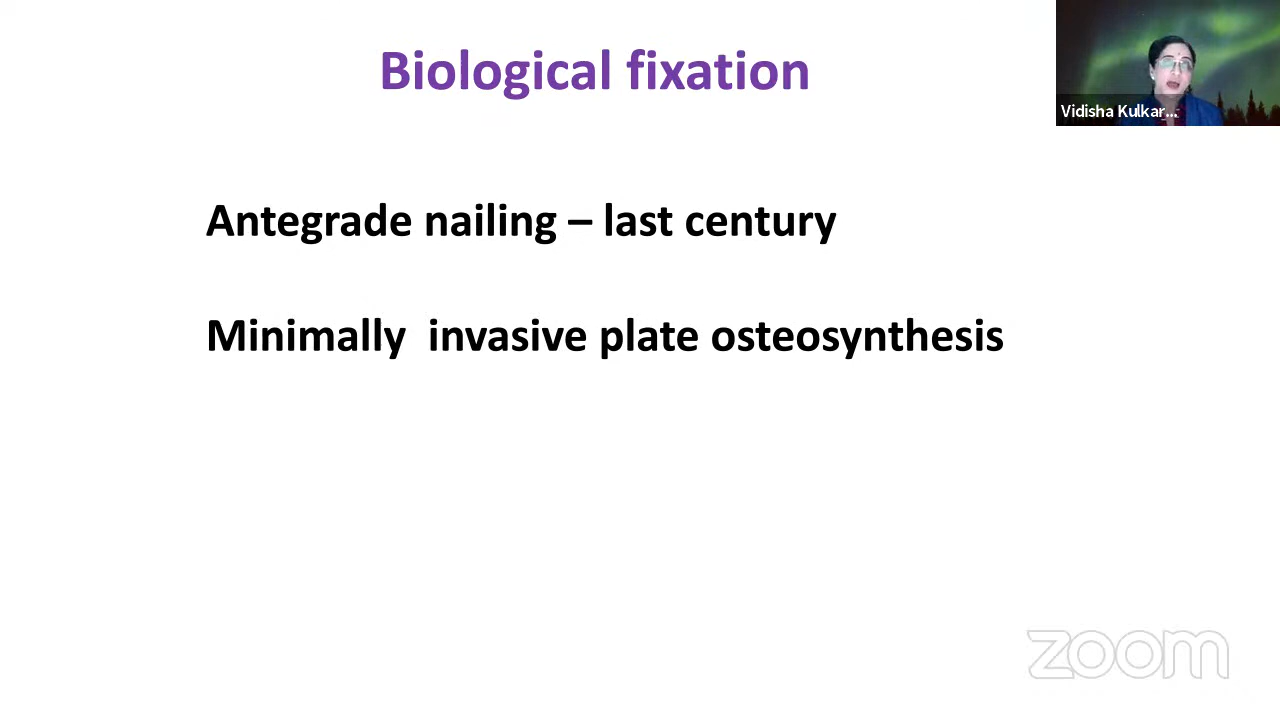 Biological fixation
Vidisha Kulkar...
Antegrade nailing – last century
Minimally invasive plate osteosynthesis
zoom